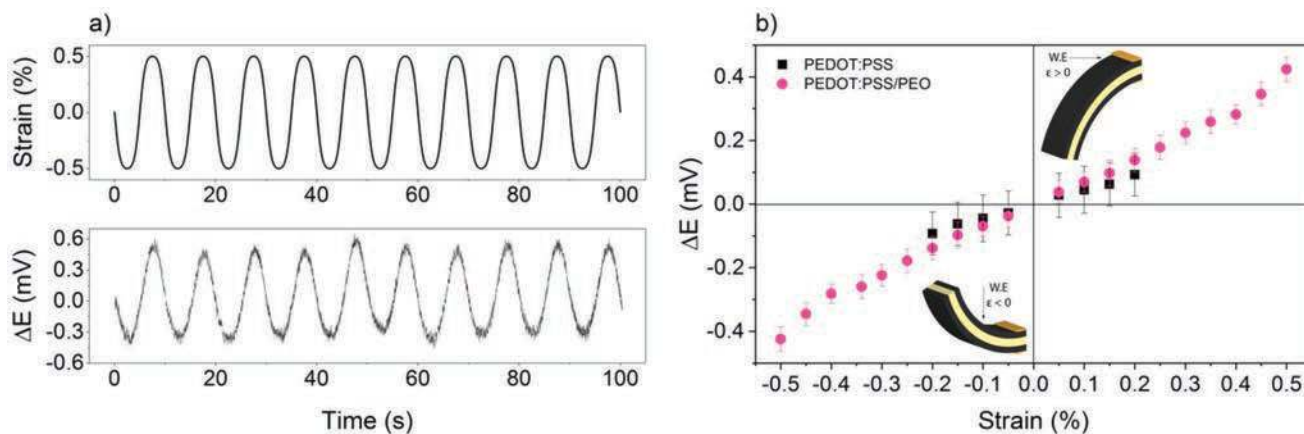 a)
Strain (%)
0.5
0.0
-0.5
0 20 40 60 80 100
ΔE (mV)
0.6
0.3
0.0
-0.3
-0.6
0 20 40 60 80 100
Time (s)
b)
ΔE (mV)
0.4
0.2
0.0
-0.2
-0.4
PEDOT:PSS
PEDOT:PSS/PEO
W.E
ε > 0
W.E
ε < 0
-0.5 -0.4 -0.3 -0.2 -0.1 0.0 0.1 0.2 0.3 0.4 0.5
Strain (%)